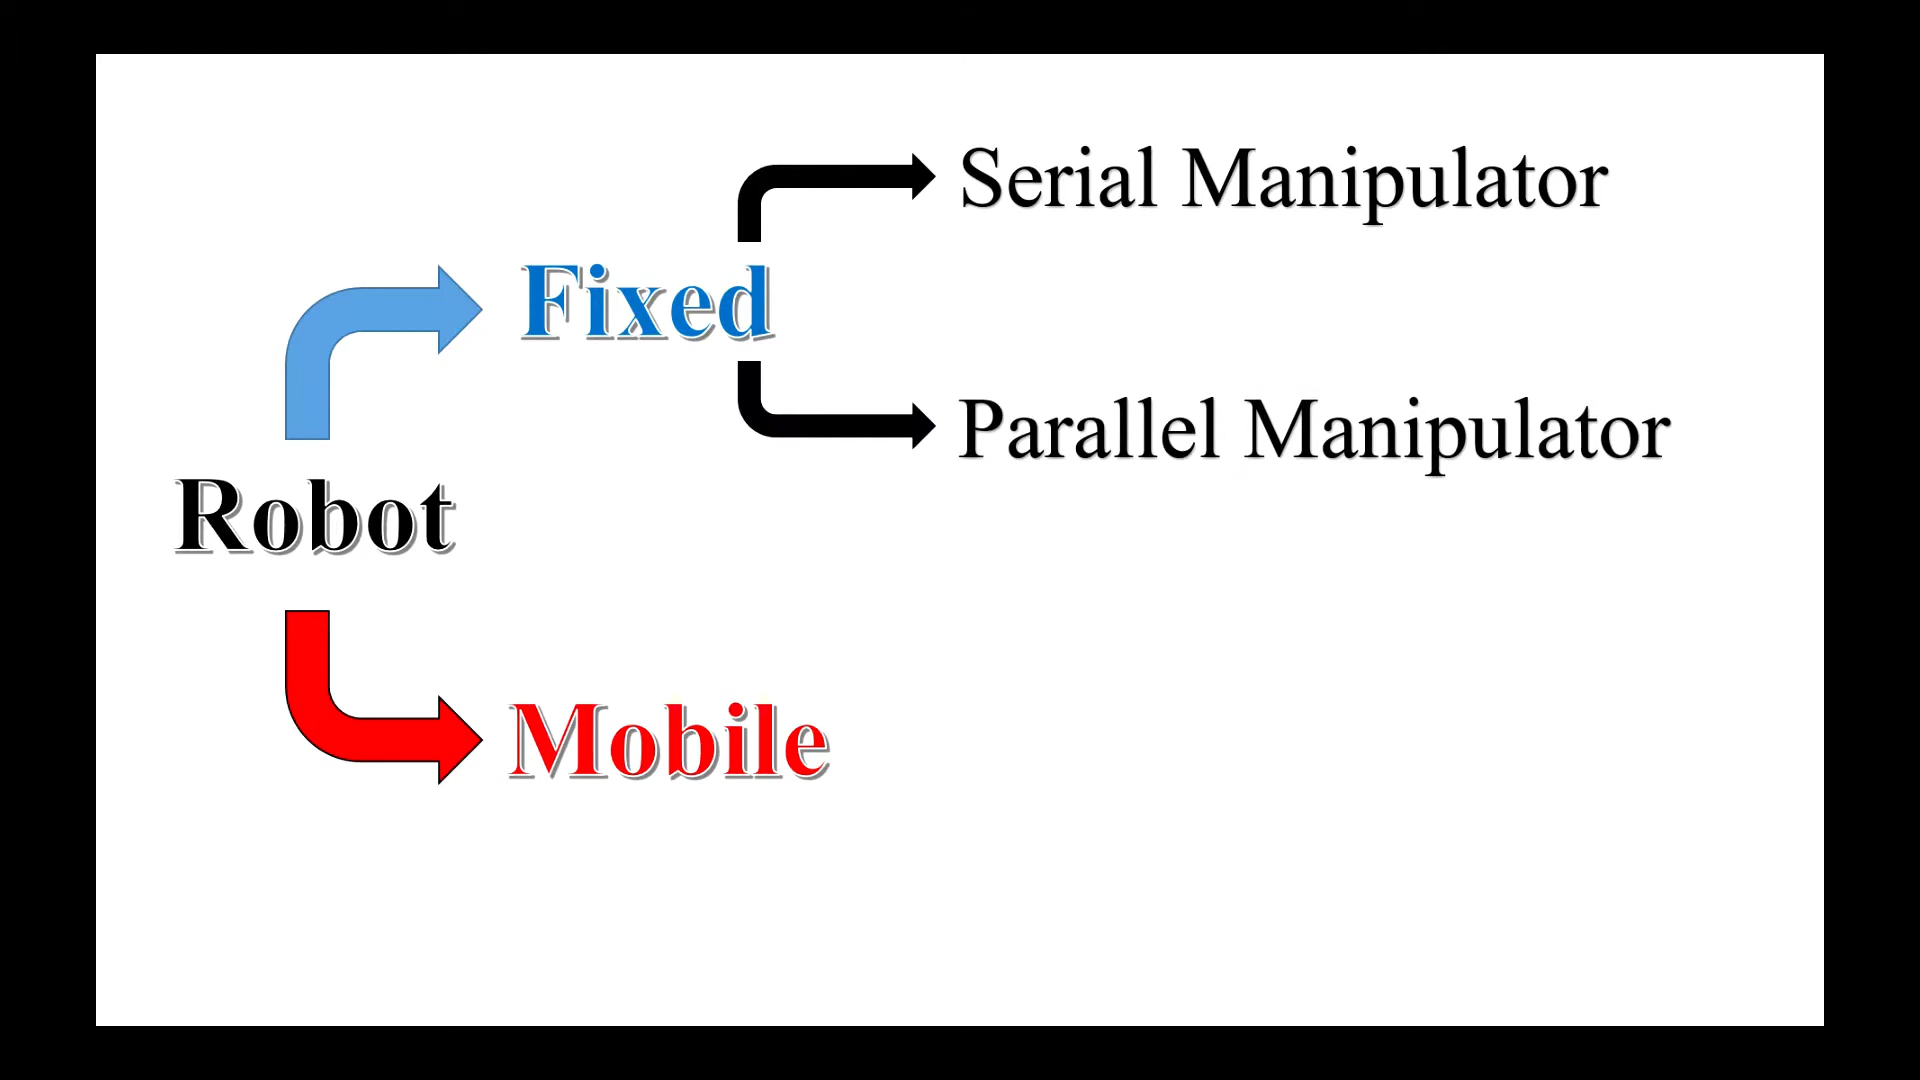 Serial Manipulator
Fixed
Parallel Manipulator
Robot
Mobile